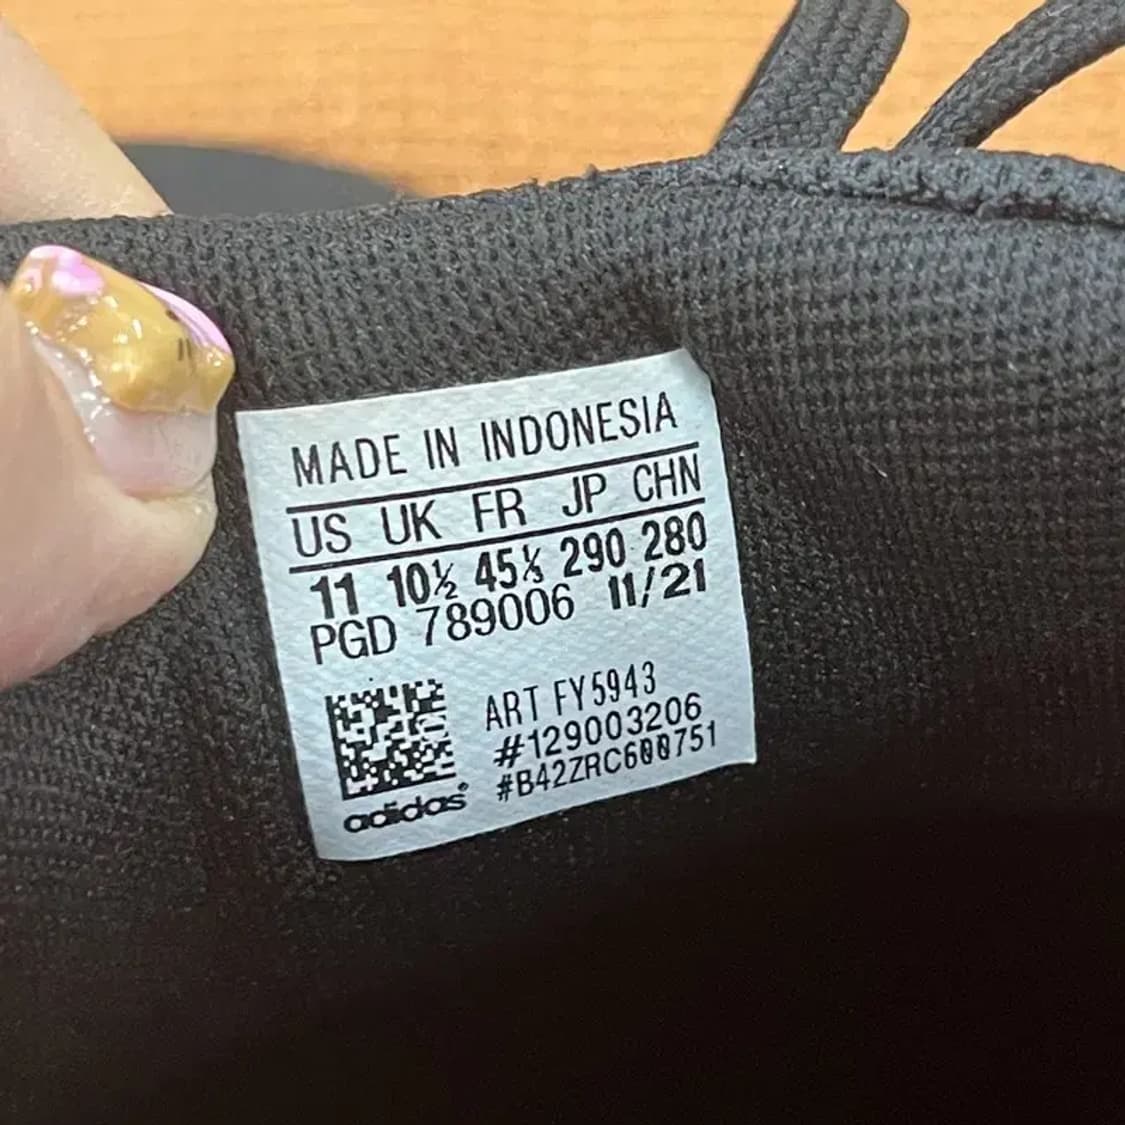 MADE IN INDONESIA
US UK FR JP CHN
11 10½ 45⅓ 290 280
PGD 789006 11/21
ART FY5943
#129003206
#B42ZRC600751
adidas®